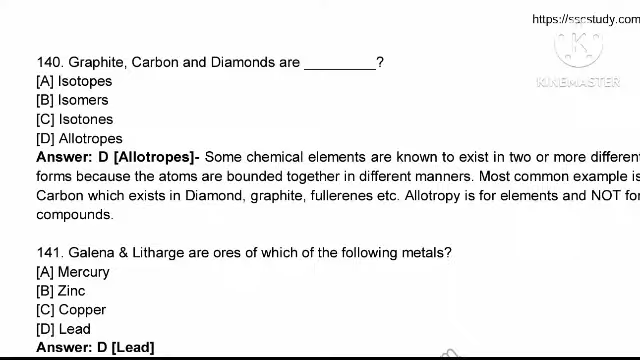 https://sscstudy.com
KINEMASTER
140. Graphite, Carbon and Diamonds are _________?
[A] Isotopes
[B] Isomers
[C] Isotones
[D] Allotropes
Answer: D [Allotropes]- Some chemical elements are known to exist in two or more different
forms because the atoms are bounded together in different manners. Most common example is
Carbon which exists in Diamond, graphite, fullerenes etc. Allotropy is for elements and NOT for
compounds.
141. Galena & Litharge are ores of which of the following metals?
[A] Mercury
[B] Zinc
[C] Copper
[D] Lead
Answer: D [Lead]